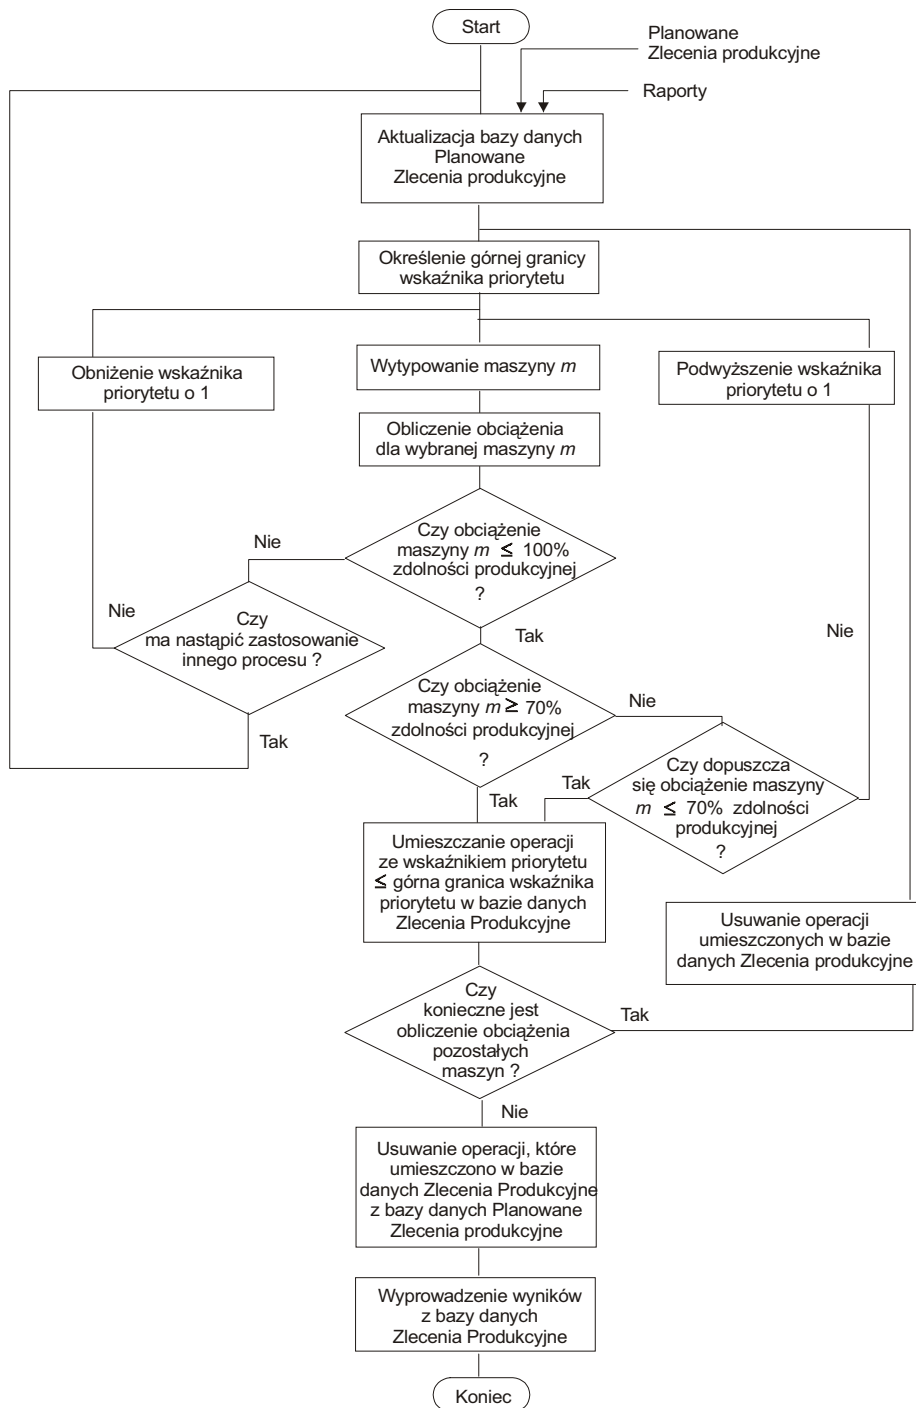 Start
Planowane
Zlecenia produkcyjne
Raporty
Aktualizacja bazy danych
Planowane
Zlecenia produkcyjne
Określenie górnej granicy
wskaźnika priorytetu
Obniżenie wskaźnika
priorytetu o 1
Wytypowanie maszyny m
Podwyższenie wskaźnika
priorytetu o 1
Obliczenie obciążenia
dla wybranej maszyny m
Czy obciążenie
maszyny m ≤ 100%
zdolności produkcyjnej
?
Nie
Tak
Nie
Czy
ma nastąpić zastosowanie
innego procesu ?
Tak
Nie
Czy obciążenie
maszyny m ≥ 70%
zdolności produkcyjnej
?
Nie
Tak
Czy dopuszcza
się obciążenie maszyny
m ≤ 70% zdolności
produkcyjnej
?
Tak
Umieszczanie operacji
ze wskaźnikiem priorytetu
≤ górna granica wskaźnika
priorytetu w bazie danych
Zlecenia Produkcyjne
Usuwanie operacji
umieszczonych w bazie
danych Zlecenia produkcyjne
Czy
konieczne jest
obliczenie obciążenia
pozostałych
maszyn ?
Tak
Nie
Usuwanie operacji, które
umieszczono w bazie
danych Zlecenia Produkcyjne
z bazy danych Planowane
Zlecenia produkcyjne
Wyprowadzenie wyników
z bazy danych
Zlecenia Produkcyjne
Koniec